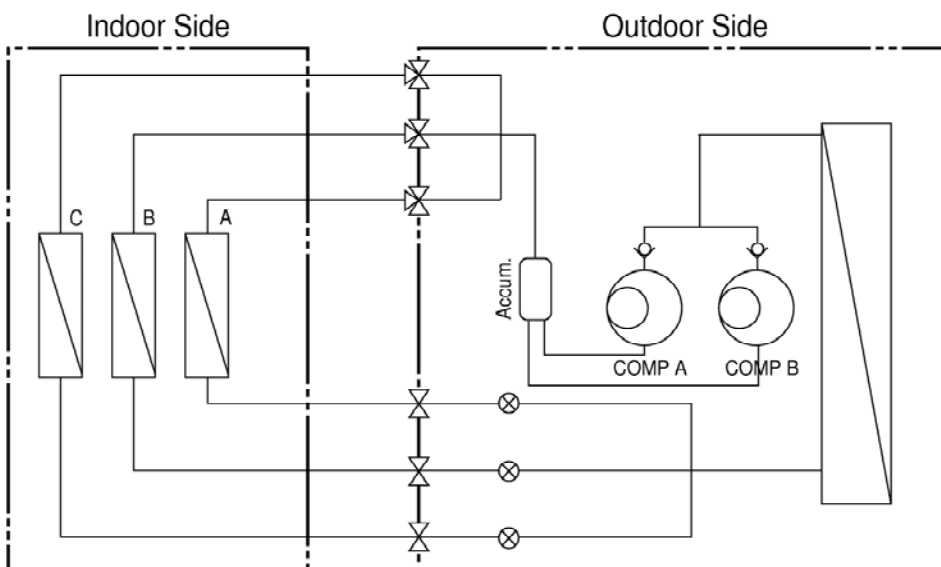 Indoor Side
Outdoor Side
C
B
A
Accum.
COMP A
COMP B